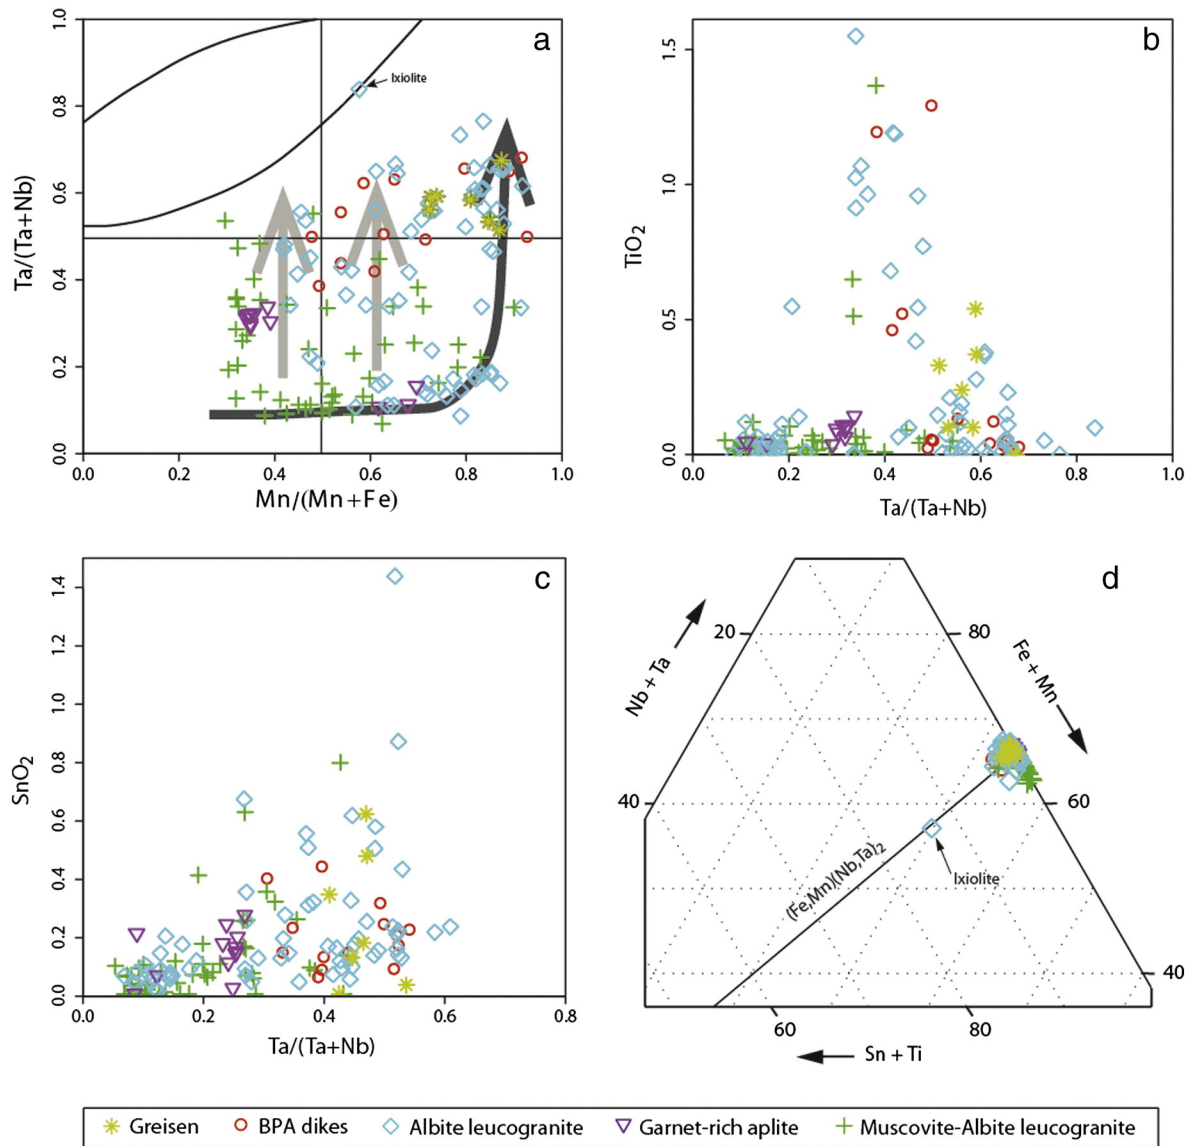 a
1.0
0.8
0.6
0.4
0.2
0.0
Ta/(Ta+Nb)
Ixiolite
0.0 0.2 0.4 0.6 0.8 1.0
Mn/(Mn+Fe)
b
1.5
1.0
0.5
0.0
TiO2
0.0 0.2 0.4 0.6 0.8 1.0
Ta/(Ta+Nb)
c
1.4
1.2
1.0
0.8
0.6
0.4
0.2
0.0
SnO2
0.0 0.2 0.4 0.6 0.8
Ta/(Ta+Nb)
d
20 80
Nb + Ta
Fe + Mn
40 60
(Fe,Mn)(Nb,Ta)2
Ixiolite
40
60 80
Sn + Ti
Greisen BPA dikes Albite leucogranite Garnet-rich aplite Muscovite-Albite leucogranite